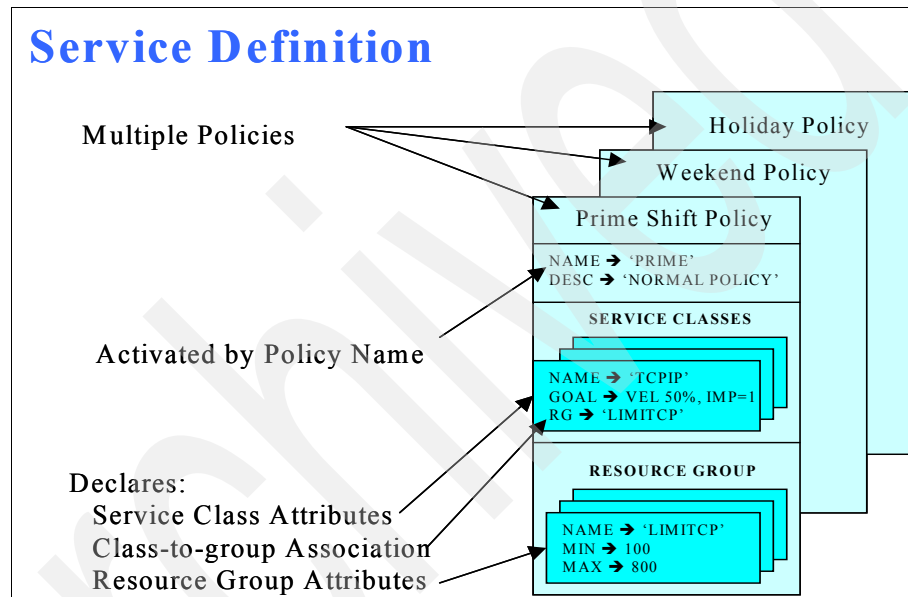 Service Definition
Multiple Policies
Holiday Policy
Weekend Policy
Prime Shift Policy
NAME ➔ 'PRIME'
DESC ➔ 'NORMAL POLICY'
Activated by Policy Name
SERVICE CLASSES
NAME ➔ 'TCPIP'
GOAL ➔ VEL 50%, IMP=1
RG ➔ 'LIMITCP'
Declares:
Service Class Attributes
Class-to-group Association
Resource Group Attributes
RESOURCE GROUP
NAME ➔ 'LIMITCP'
MIN ➔ 100
MAX ➔ 800